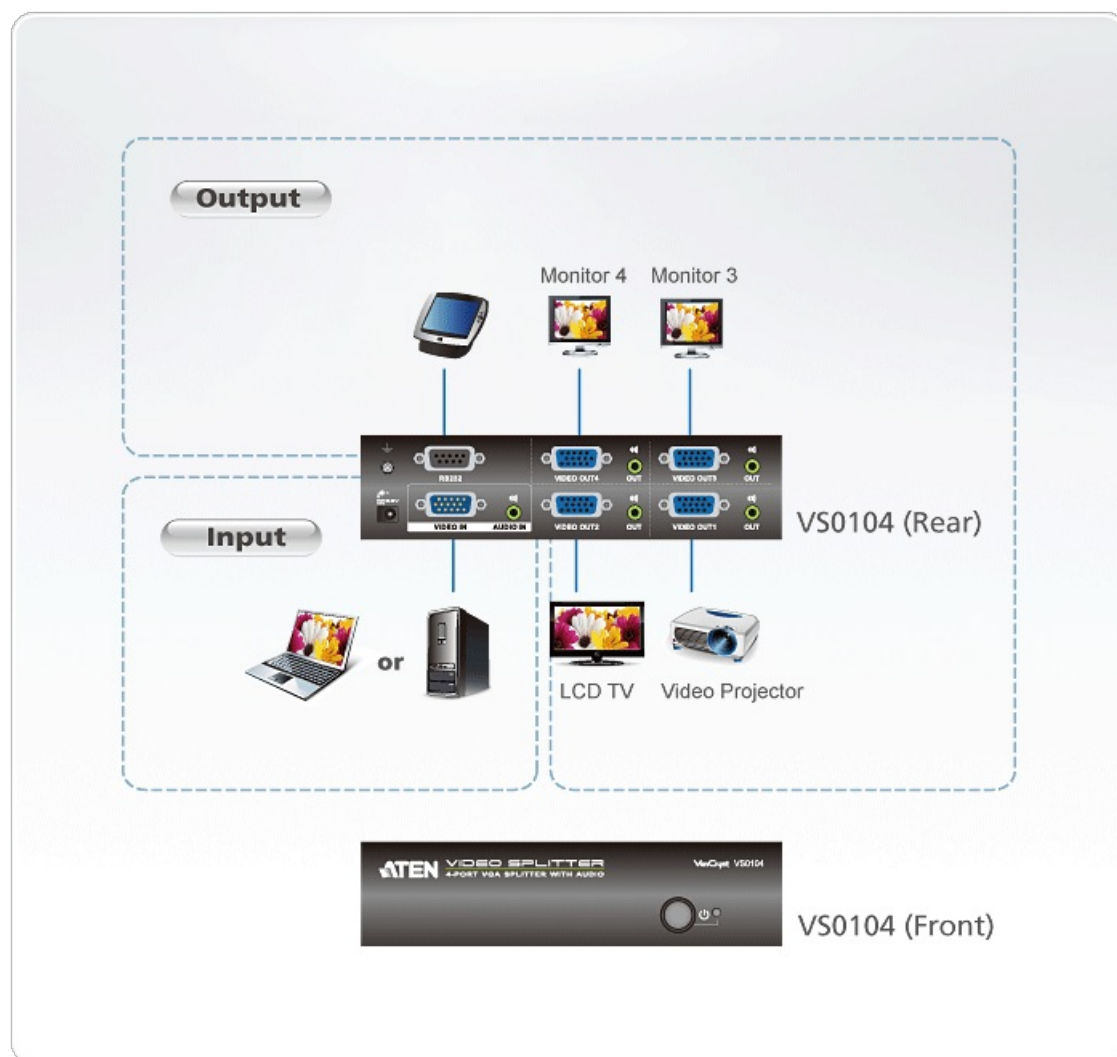 Output
Monitor 4 Monitor 3
RS232
VIDEO OUT4
OUT
VIDEO OUT3
OUT
VIDEO IN
AUDIO IN
VIDEO OUT2
OUT
VIDEO OUT1
OUT
VS0104 (Rear)
Input
or
LCD TV
Video Projector
ATEN VIDEO SPLITTER
4-PORT VGA SPLITTER WITH AUDIO
VanCryst VS0104
VS0104 (Front)